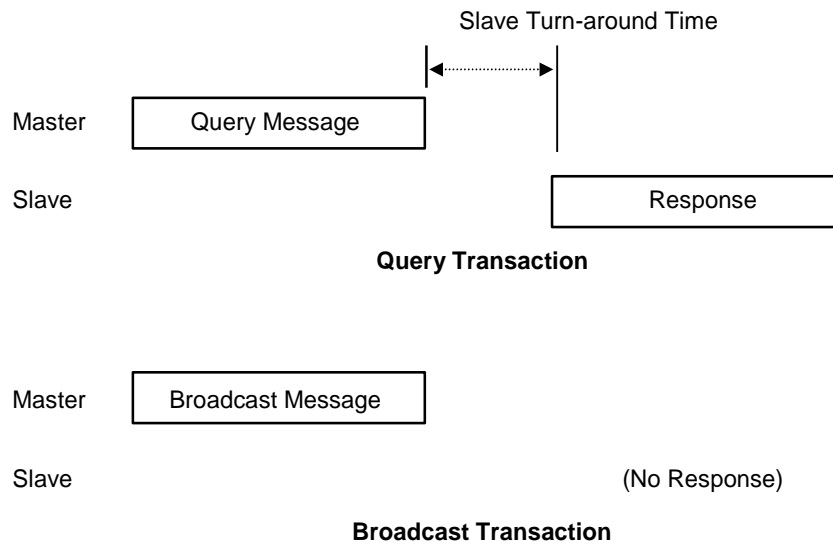 Slave Turn-around Time
Master
Query Message
Slave
Response
Query Transaction
Master
Broadcast Message
Slave
(No Response)
Broadcast Transaction